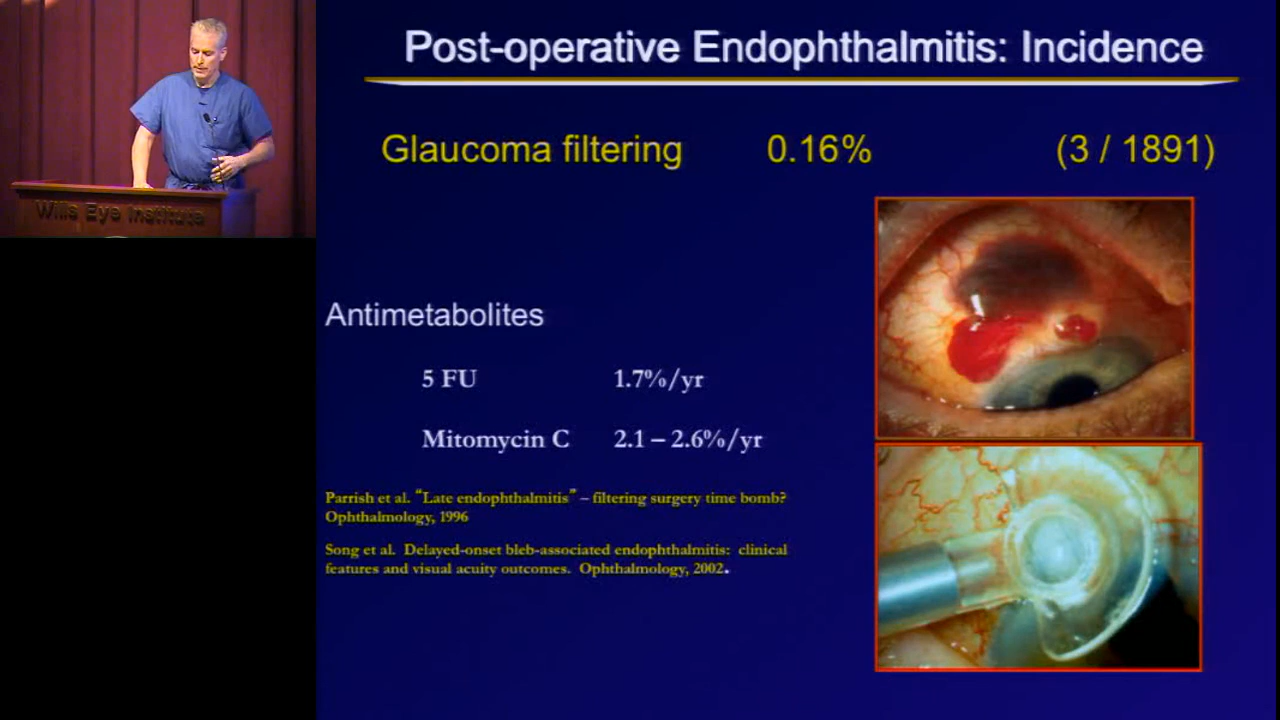 Post-operative Endophthalmitis: Incidence
Glaucoma filtering 0.16% (3 / 1891)
Antimetabolites
5 FU 1.7%/yr
Mitomycin C 2.1 – 2.6%/yr
Parrish et al. “Late endophthalmitis” – filtering surgery time bomb?
Ophthalmology, 1996
Song et al. Delayed-onset bleb-associated endophthalmitis: clinical
features and visual acuity outcomes. Ophthalmology, 2002.
Wills Eye Institute